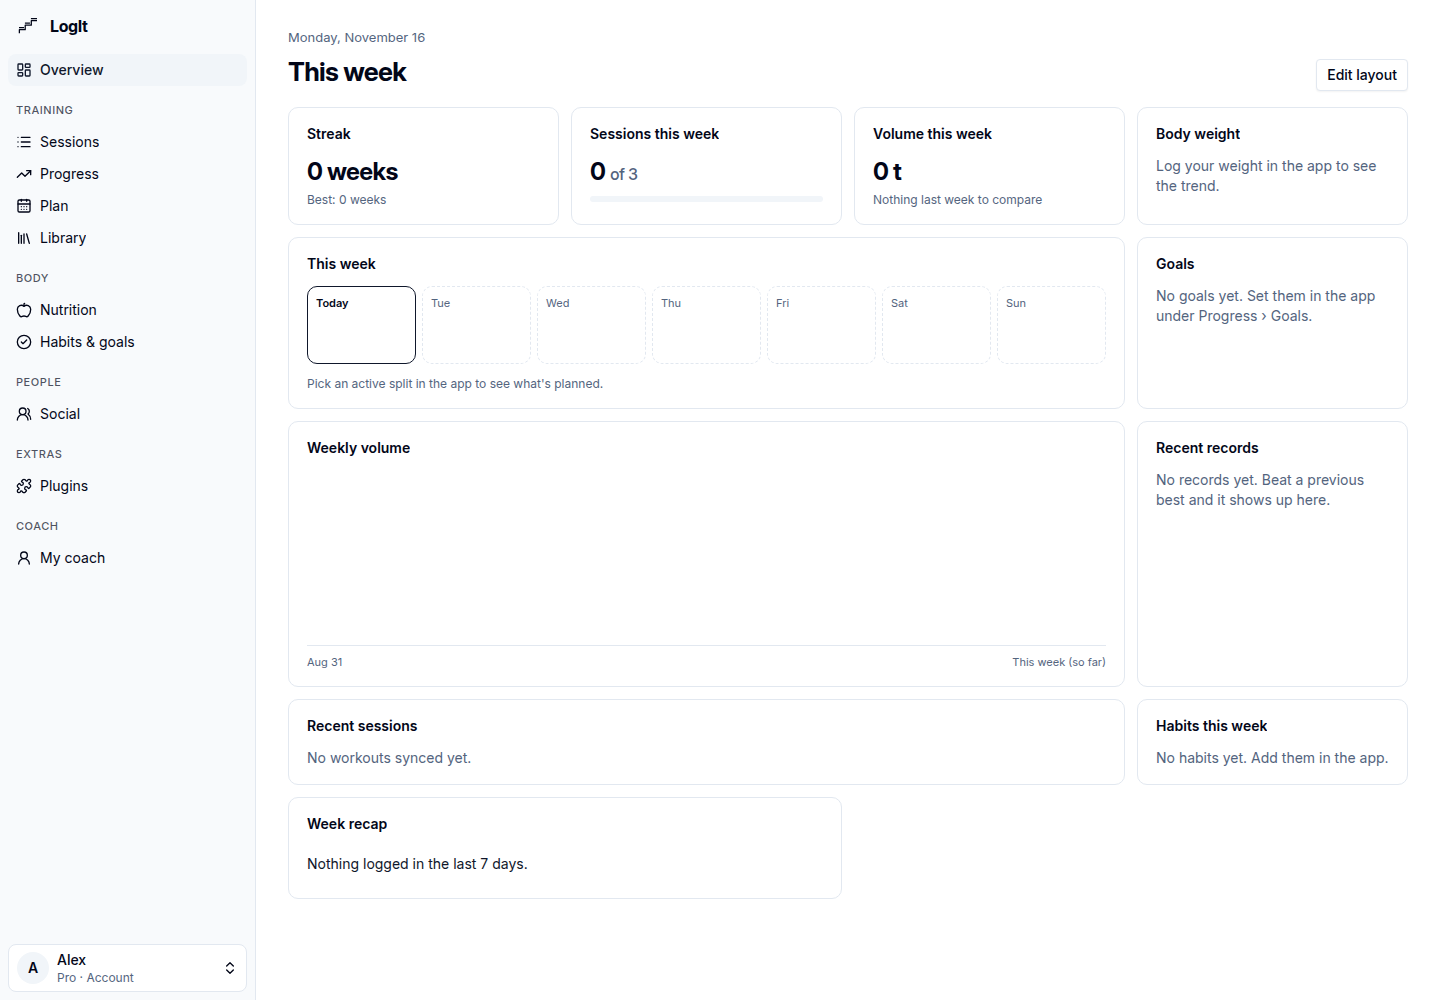 LogIt
Overview
TRAINING
Sessions
Progress
Plan
Library
BODY
Nutrition
Habits & goals
PEOPLE
Social
EXTRAS
Plugins
COACH
My coach
A
Alex
Pro · Account
Monday, November 16
This week
Edit layout
Streak
0 weeks
Best: 0 weeks
Sessions this week
0 of 3
Volume this week
0 t
Nothing last week to compare
Body weight
Log your weight in the app to see
the trend.
This week
Today
Tue
Wed
Thu
Fri
Sat
Sun
Pick an active split in the app to see what's planned.
Goals
No goals yet. Set them in the app
under Progress › Goals.
Weekly volume
Aug 31
This week (so far)
Recent records
No records yet. Beat a previous
best and it shows up here.
Recent sessions
No workouts synced yet.
Habits this week
No habits yet. Add them in the app.
Week recap
Nothing logged in the last 7 days.